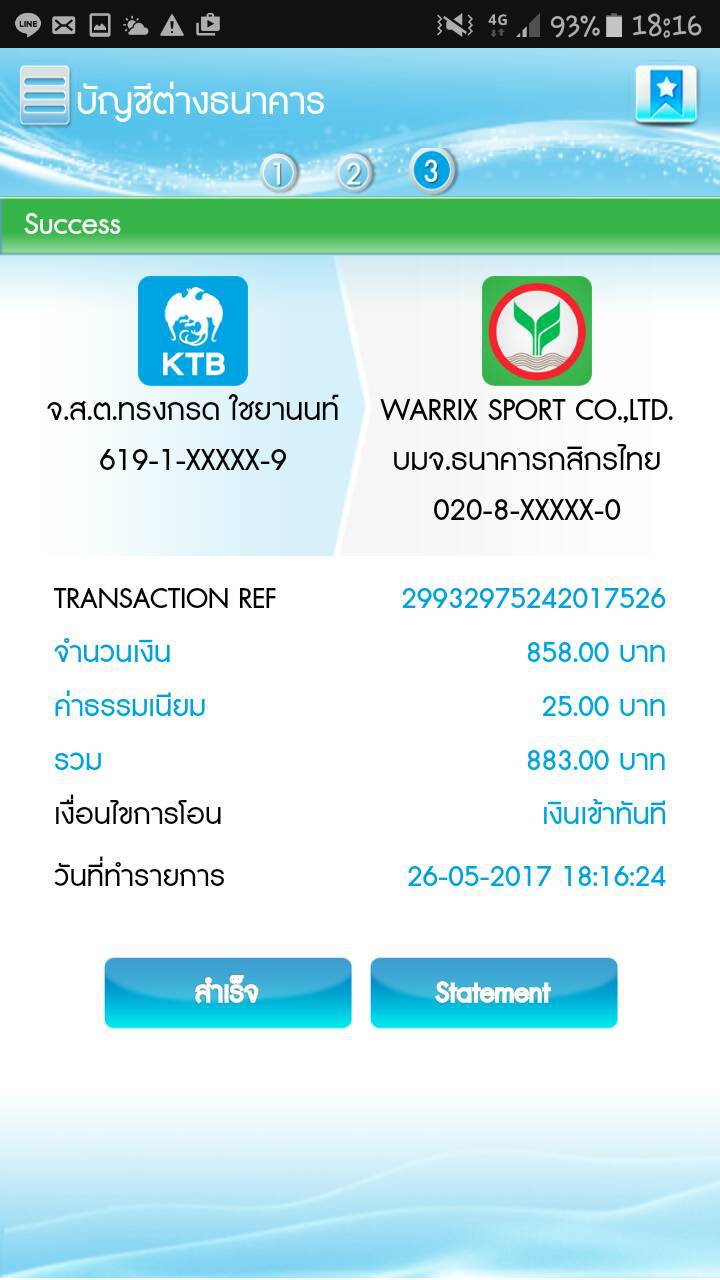 LINE 4G 93% 18:16
บัญชีต่างธนาคาร
1 2 3
Success
KTB
จ.ส.ต.ทรงกรด ใชยานนท์
619-1-XXXXX-9
WARRIX SPORT CO.,LTD.
บมจ.ธนาคารกสิกรไทย
020-8-XXXXX-0
TRANSACTION REF 29932975242017526
จำนวนเงิน 858.00 บาท
ค่าธรรมเนียม 25.00 บาท
รวม 883.00 บาท
เงื่อนไขการโอน เงินเข้าทันที
วันที่ทำรายการ 26-05-2017 18:16:24
สำเร็จ Statement